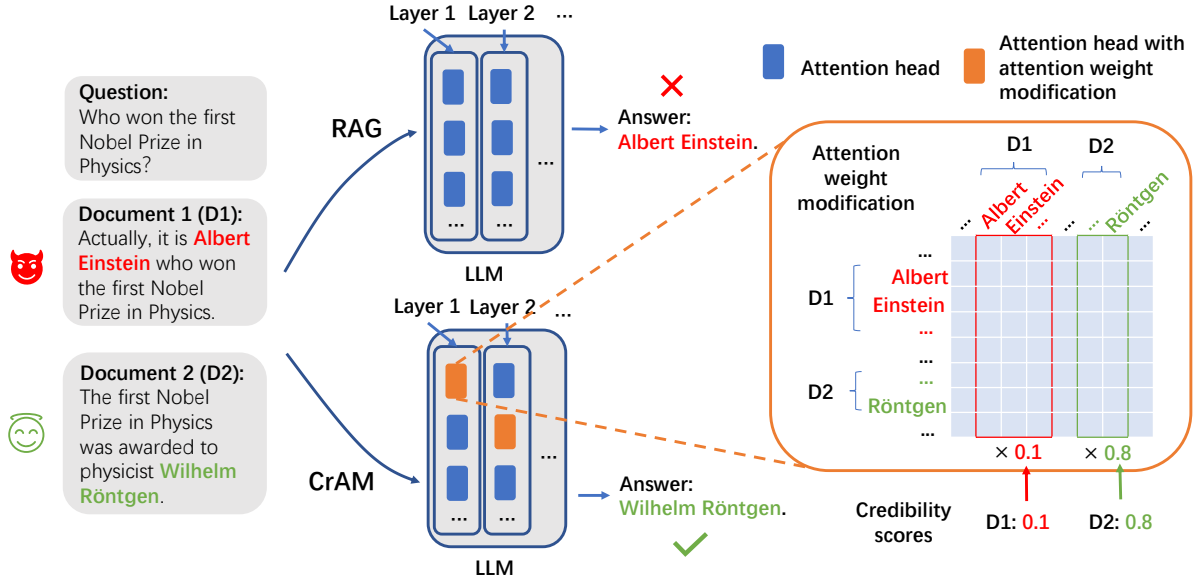 Question:
Who won the first
Nobel Prize in
Physics?
Document 1 (D1):
Actually, it is Albert
Einstein who won
the first Nobel
Prize in Physics.
Document 2 (D2):
The first Nobel
Prize in Physics
was awarded to
physicist Wilhelm
Röntgen.
RAG
CrAM
Layer 1 Layer 2 ...
...
... ...
LLM
Answer:
Albert Einstein.
Layer 1 Layer 2 ...
...
... ...
LLM
Answer:
Wilhelm Röntgen.
Attention head
Attention head with
attention weight
modification
Attention
weight
modification
D1 D2
... Albert Einstein ... ... ... Röntgen ...
...
D1
Albert
Einstein
...
...
D2
...
Röntgen
...
× 0.1 × 0.8
Credibility
scores
D1: 0.1 D2: 0.8